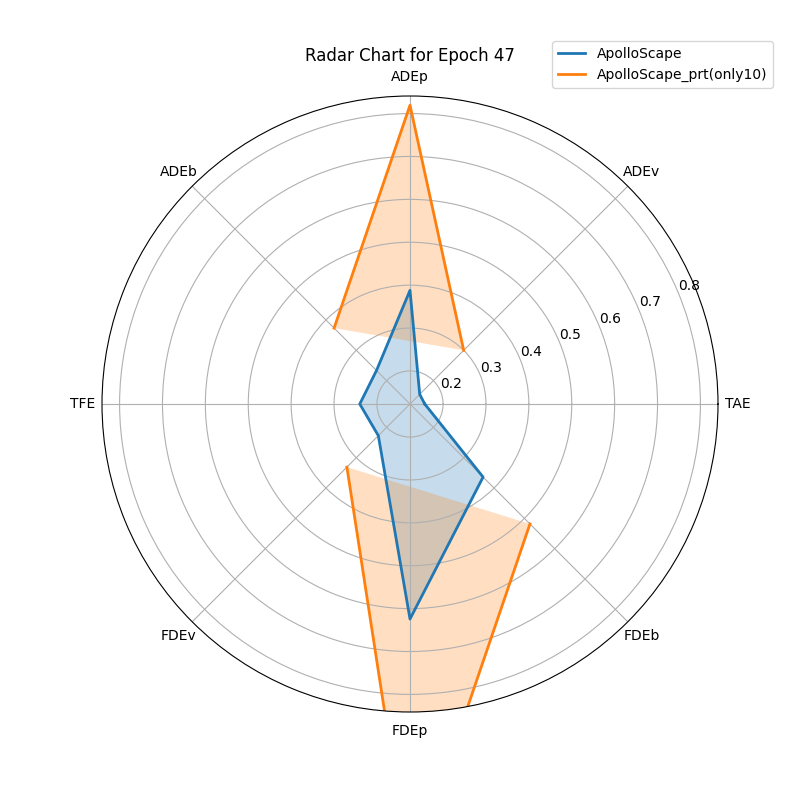 Radar Chart for Epoch 47
ApolloScape
ApolloScape_prt(only10)
ADEp
ADEb
ADEv
0.8
0.7
0.6
0.5
0.4
0.3
0.2
TFE
TAE
FDEv
FDEb
FDEp